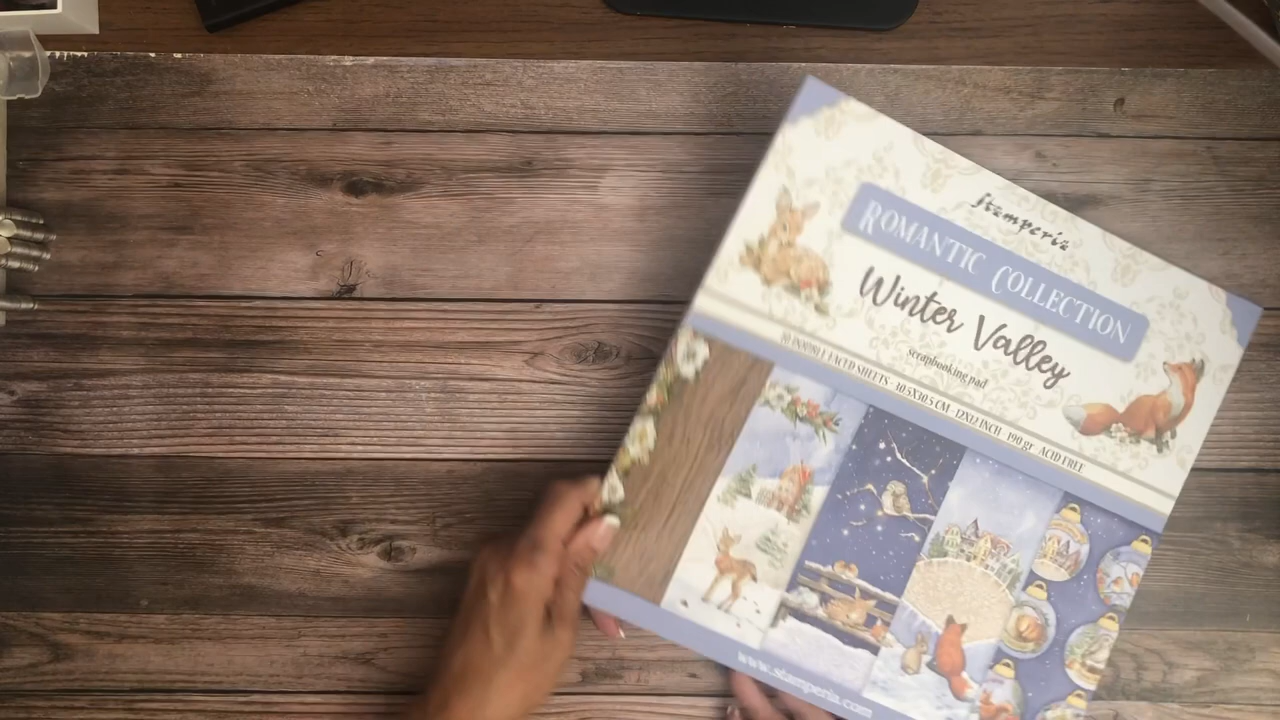 Stamperia
ROMANTIC COLLECTION
Winter Valley
scrapbooking pad
10 DOUBLE FACED SHEETS - 30.5X30.5 CM - 12X12 INCH - 190 gr - ACID FREE
www.stamperia.com